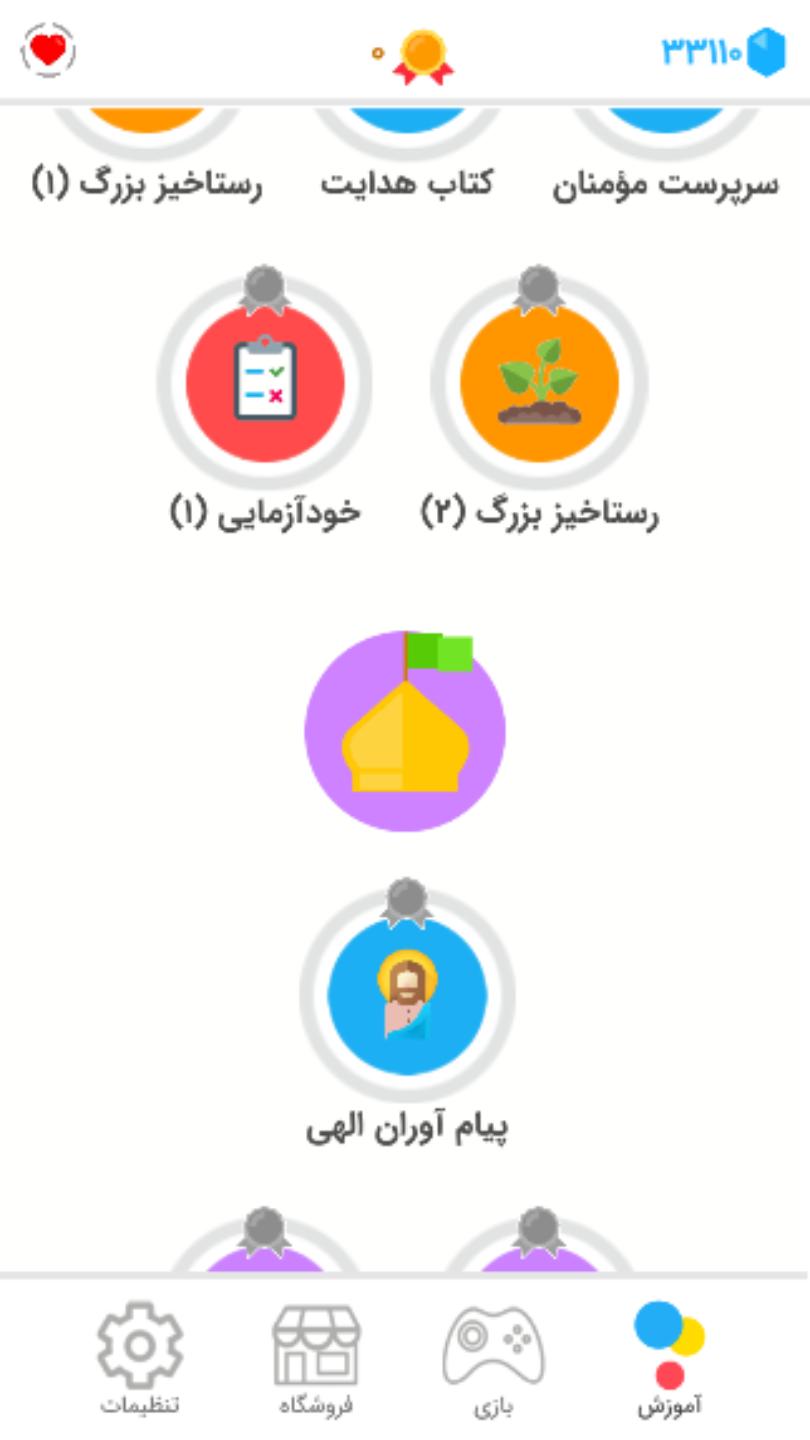 ۳۳۱۱۰
۰
سرپرست مؤمنان
کتاب هدایت
رستاخیز بزرگ (۱)
رستاخیز بزرگ (۲)
خودآزمایی (۱)
پیام آوران الهی
آموزش
بازی
فروشگاه
تنظیمات